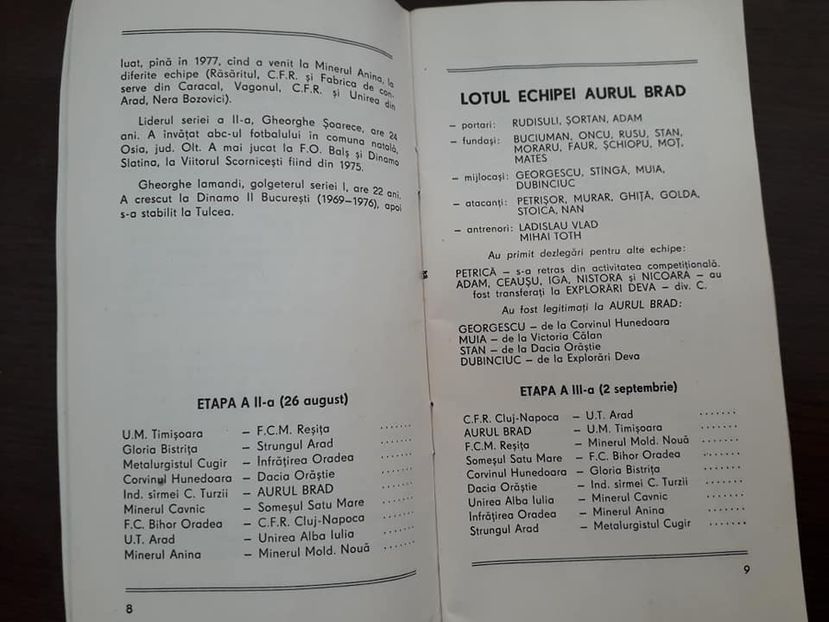 luat, pînă în 1977, cînd a venit la Minerul Anina, la
diferite echipe (Răsăritul, C.F.R. și Fabrica de con-
serve din Caracal, Vagonul, C.F.R. și Unirea din
Arad, Nera Bozovici).
Liderul seriei a II-a, Gheorghe Șoarece, are 24
ani. A învățat abc-ul fotbalului în comuna natală,
Osia, jud. Olt. A mai jucat la F.O. Balș și Dinamo
Slatina, la Viitorul Scornicești fiind din 1975.
Gheorghe Iamandi, golgeterul seriei I, are 22 ani.
A crescut la Dinamo II București (1969–1976), apoi
s-a stabilit la Tulcea.
ETAPA A II-a (26 august)
U.M. Timișoara – F.C.M. Reșița ......
Gloria Bistrița – Strungul Arad ......
Metalurgistul Cugir – Infrățirea Oradea ......
Corvinul Hunedoara – Dacia Orăștie ......
Ind. sîrmei C. Turzii – AURUL BRAD ......
Minerul Cavnic – Someșul Satu Mare ......
F.C. Bihor Oradea – C.F.R. Cluj-Napoca ......
U.T. Arad – Unirea Alba Iulia ......
Minerul Anina – Minerul Mold. Nouă ......
8
LOTUL ECHIPEI AURUL BRAD
– portari: RUDISULI, ȘORTAN, ADAM
– fundași: BUCIUMAN, ONCU, RUSU, STAN,
MORARU, FAUR, ȘCHIOPU, MOȚ,
MATES
– mijlocași: GEORGESCU, STÎNGĂ, MUIA,
DUBINCIUC
– atacanți: PETRIȘOR, MURAR, GHIȚĂ, GOLDA,
STOICA, NAN
– antrenori: LADISLAU VLAD
MIHAI TOTH
Au primit dezlegări pentru alte echipe:
PETRICĂ – s-a retras din activitatea competițională.
ADAM, CEAUȘU, IGA, NISTORA și NICOARA – au
fost transferați la EXPLORĂRI DEVA – div. C.
Au fost legitimați la AURUL BRAD:
GEORGESCU – de la Corvinul Hunedoara
MUIA – de la Victoria Călan
STAN – de la Dacia Orăștie
DUBINCIUC – de la Explorări Deva
ETAPA A III-a (2 septembrie)
C.F.R. Cluj-Napoca – U.T. Arad ......
AURUL BRAD – U.M. Timișoara ......
F.C.M. Reșița – Minerul Mold. Nouă ......
Someșul Satu Mare – F.C. Bihor Oradea ......
Corvinul Hunedoara – Gloria Bistrița ......
Dacia Orăștie – Ind. sîrmei C. Turzii ......
Unirea Alba Iulia – Minerul Cavnic ......
Infrățirea Oradea – Minerul Anina ......
Strungul Arad – Metalurgistul Cugir ......
9